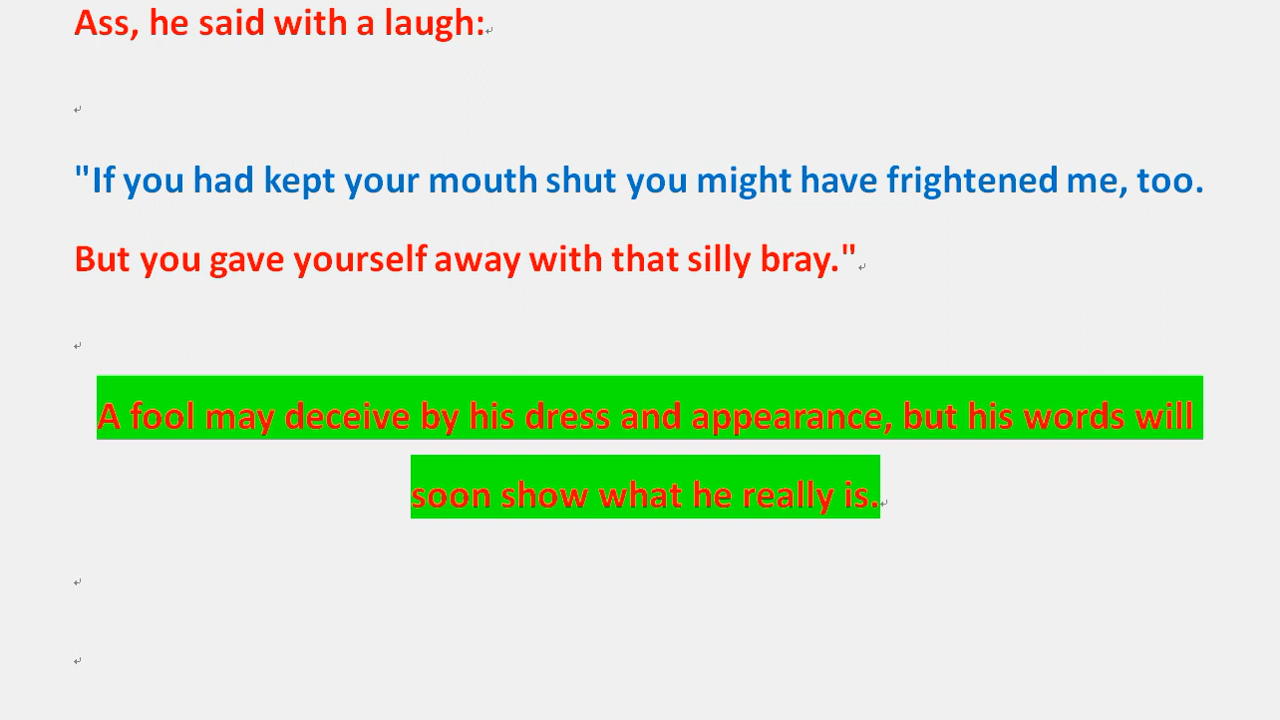 Ass, he said with a laugh:
"If you had kept your mouth shut you might have frightened me, too.
But you gave yourself away with that silly bray."
A fool may deceive by his dress and appearance, but his words will
soon show what he really is.